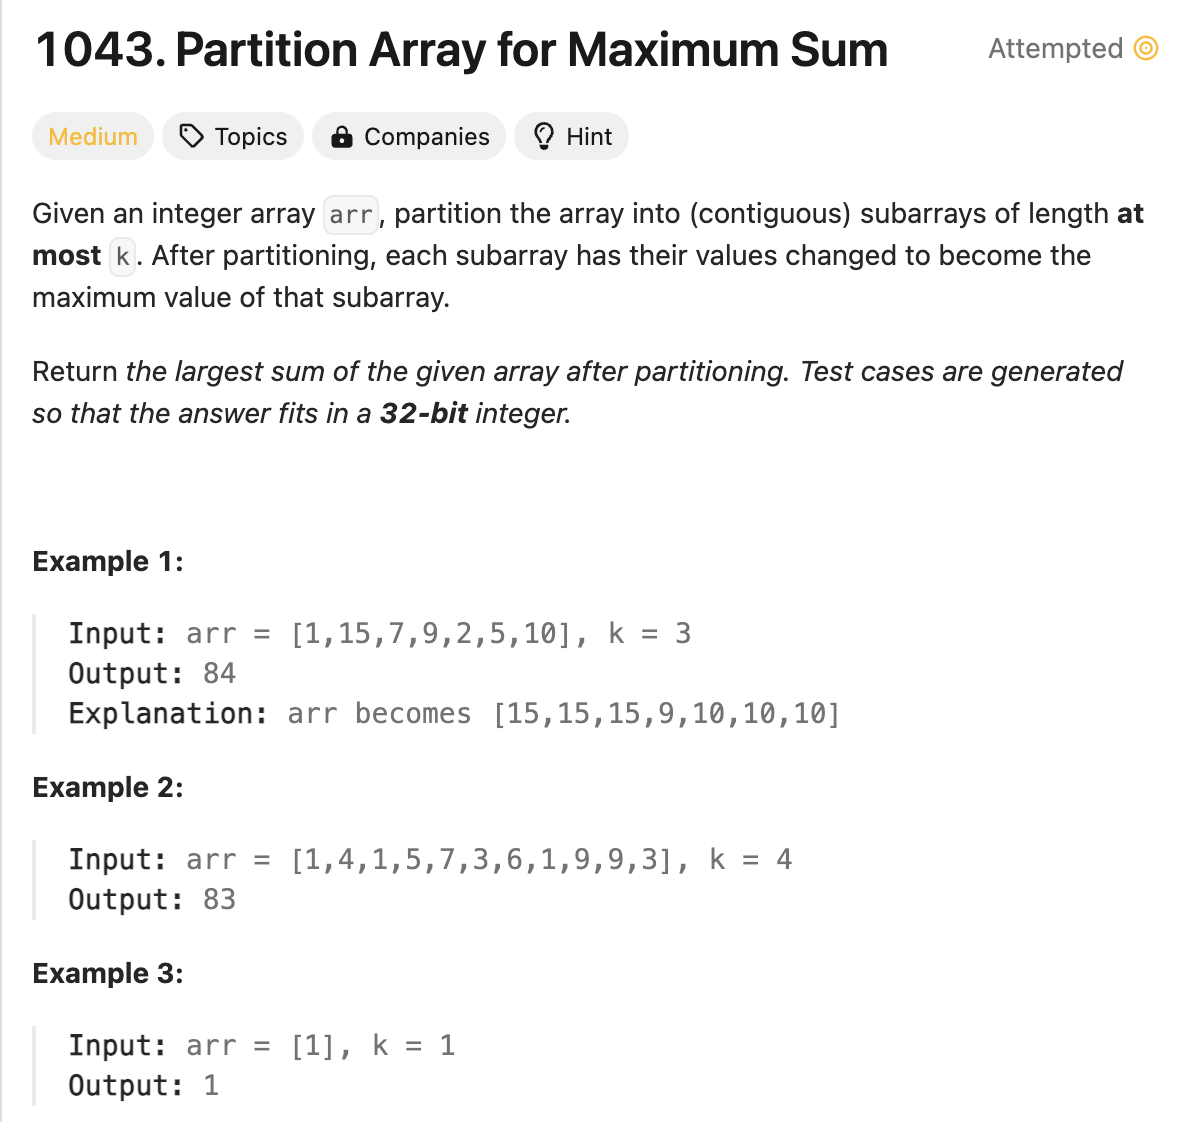 1043. Partition Array for Maximum Sum
Attempted
Medium
Topics
Companies
Hint
Given an integer array arr, partition the array into (contiguous) subarrays of length at
most k. After partitioning, each subarray has their values changed to become the
maximum value of that subarray.
Return the largest sum of the given array after partitioning. Test cases are generated
so that the answer fits in a 32-bit integer.
Example 1:
Input: arr = [1,15,7,9,2,5,10], k = 3
Output: 84
Explanation: arr becomes [15,15,15,9,10,10,10]
Example 2:
Input: arr = [1,4,1,5,7,3,6,1,9,9,3], k = 4
Output: 83
Example 3:
Input: arr = [1], k = 1
Output: 1